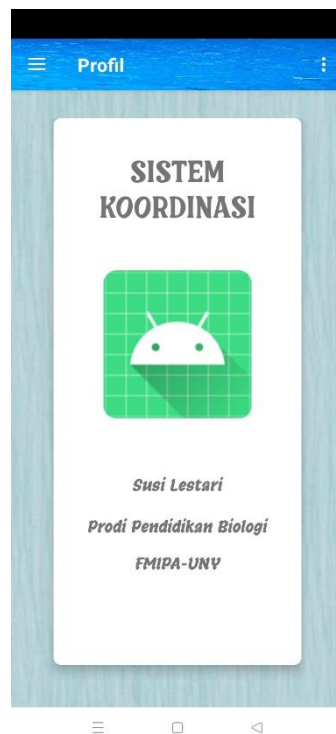 Profil
SISTEM
KOORDINASI
Susi Lestari
Prodi Pendidikan Biologi
FMIPA-UNY